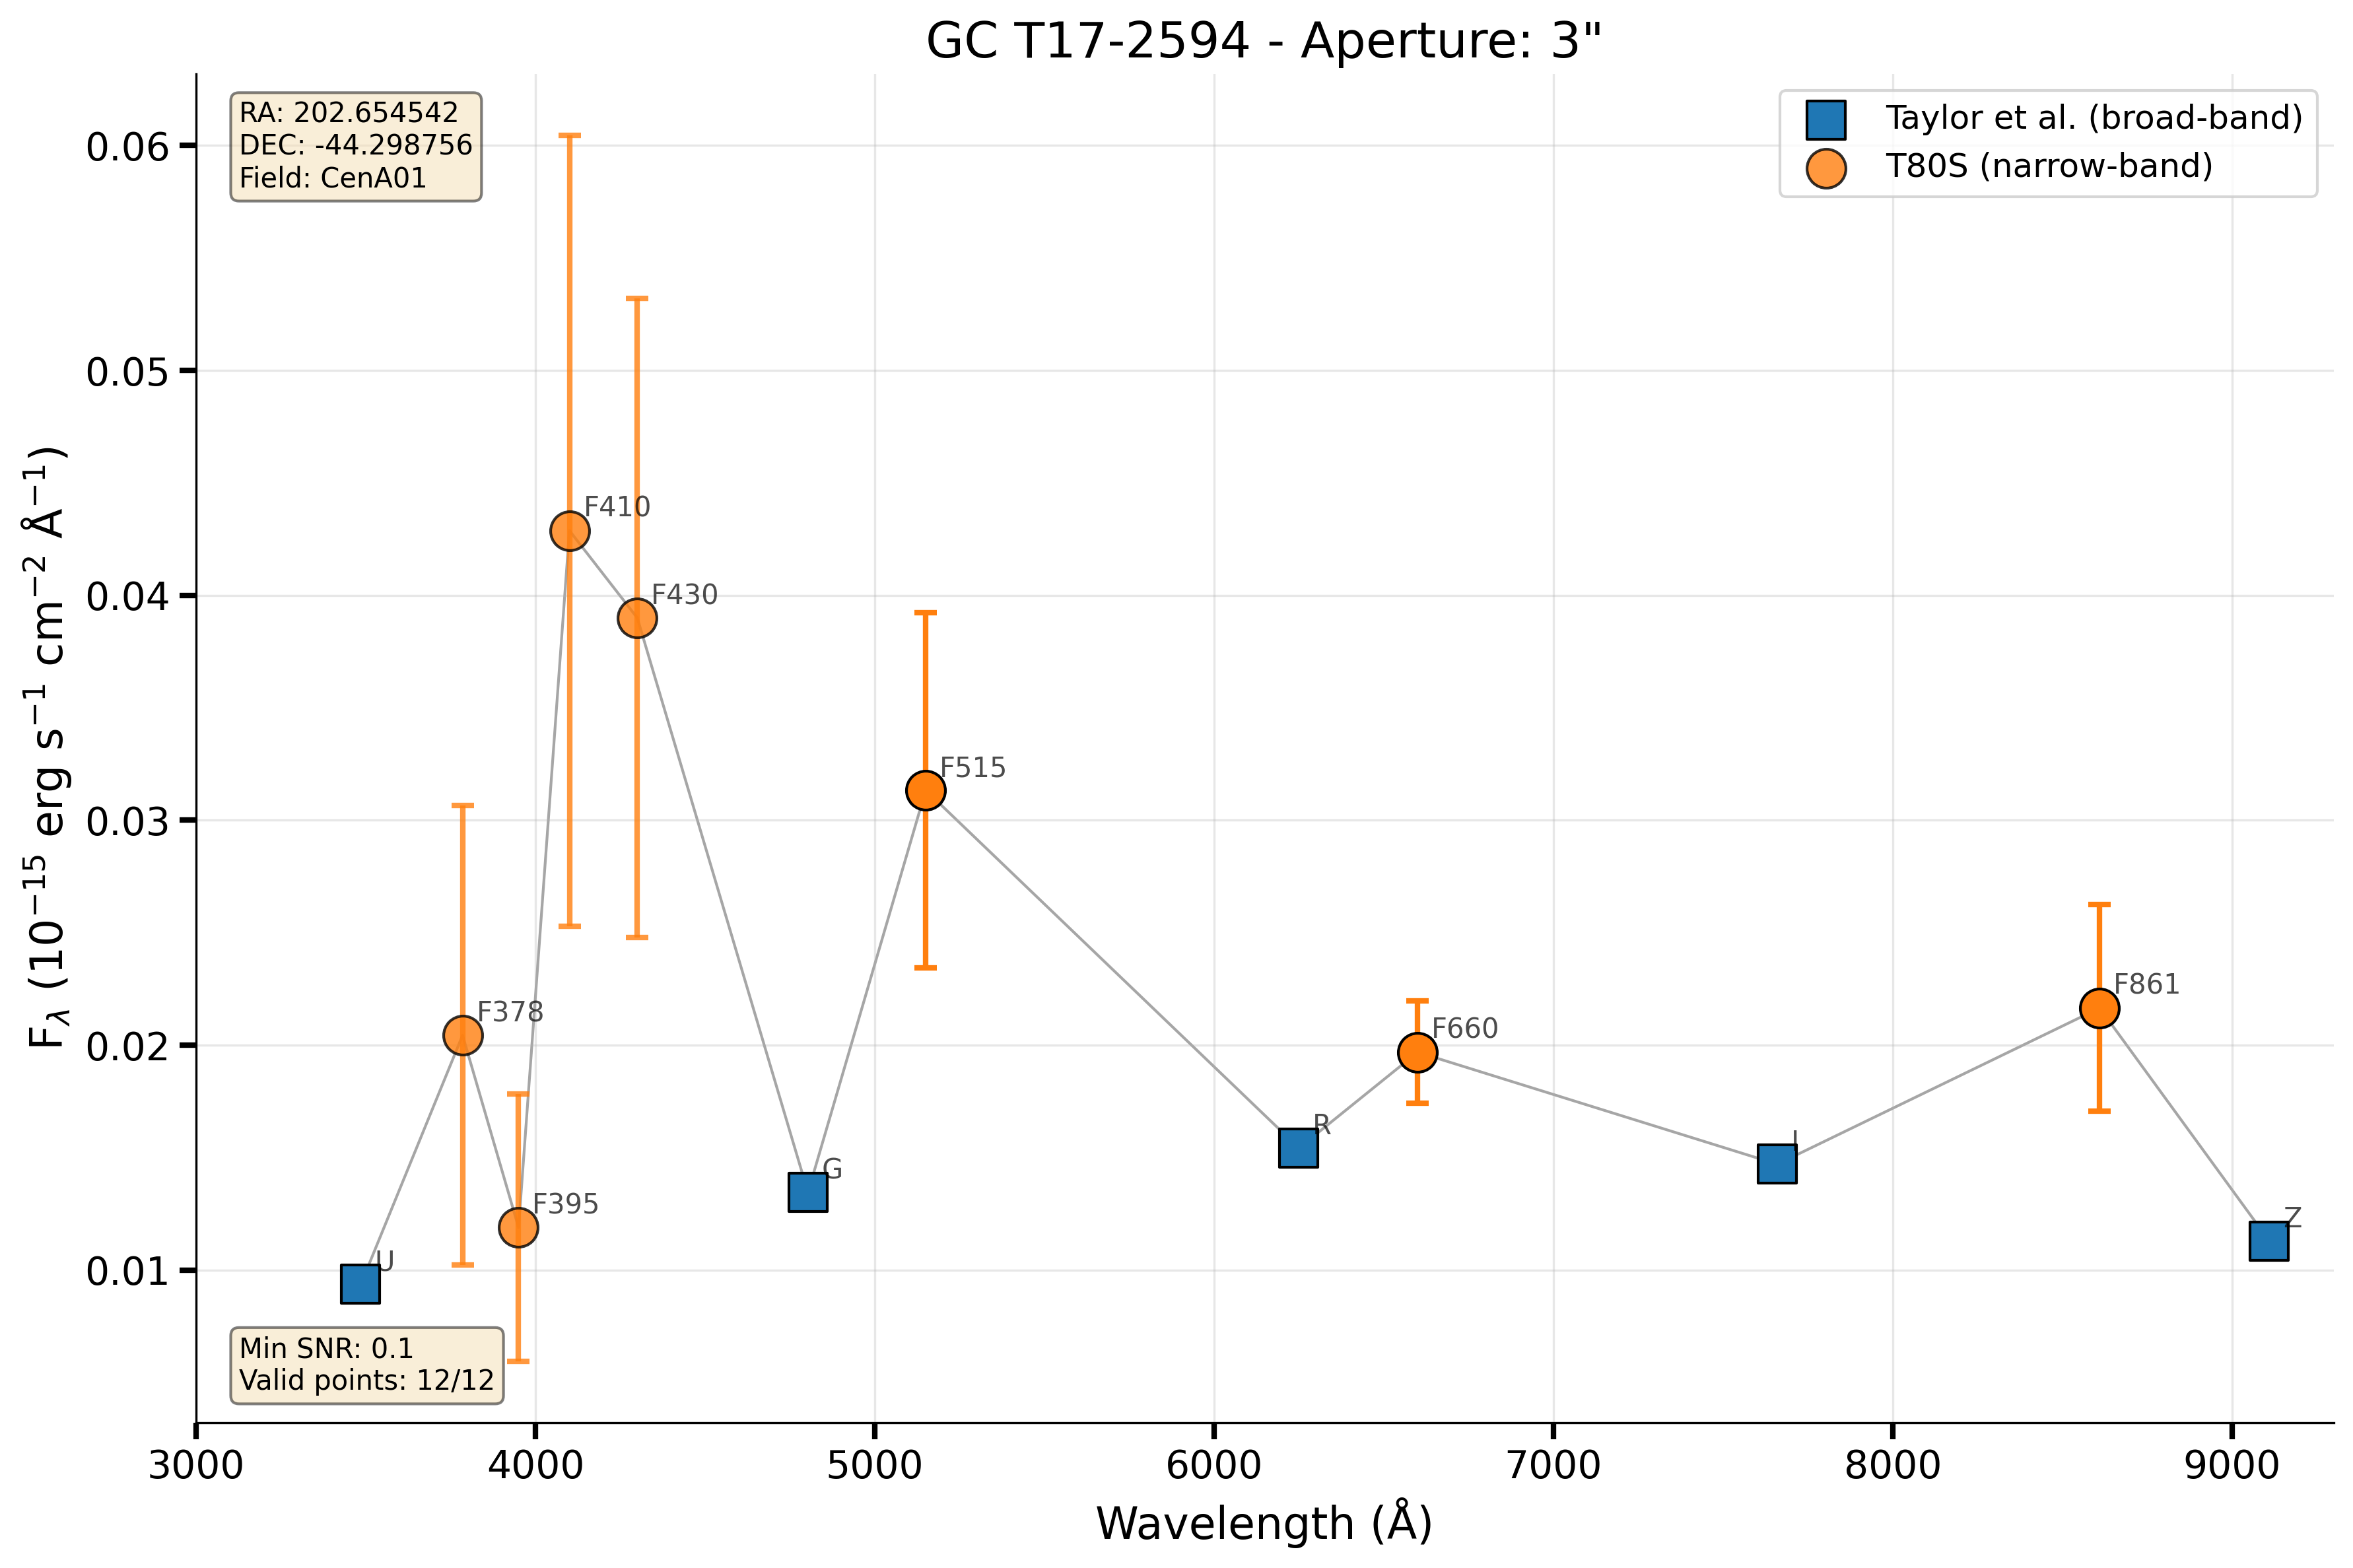 GC T17-2594 - Aperture: 3"
RA: 202.654542
DEC: -44.298756
Field: CenA01
Taylor et al. (broad-band)
T80S (narrow-band)
0.06
0.05
0.04
0.03
0.02
0.01
F$_{λ}$ (10$^{−15}$ erg s$^{−1}$ cm$^{−2}$ Å$^{−1}$)
F410
F430
F515
F378
F395
F660
F861
U
G
R
I
Z
Min SNR: 0.1
Valid points: 12/12
3000 4000 5000 6000 7000 8000 9000
Wavelength (Å)